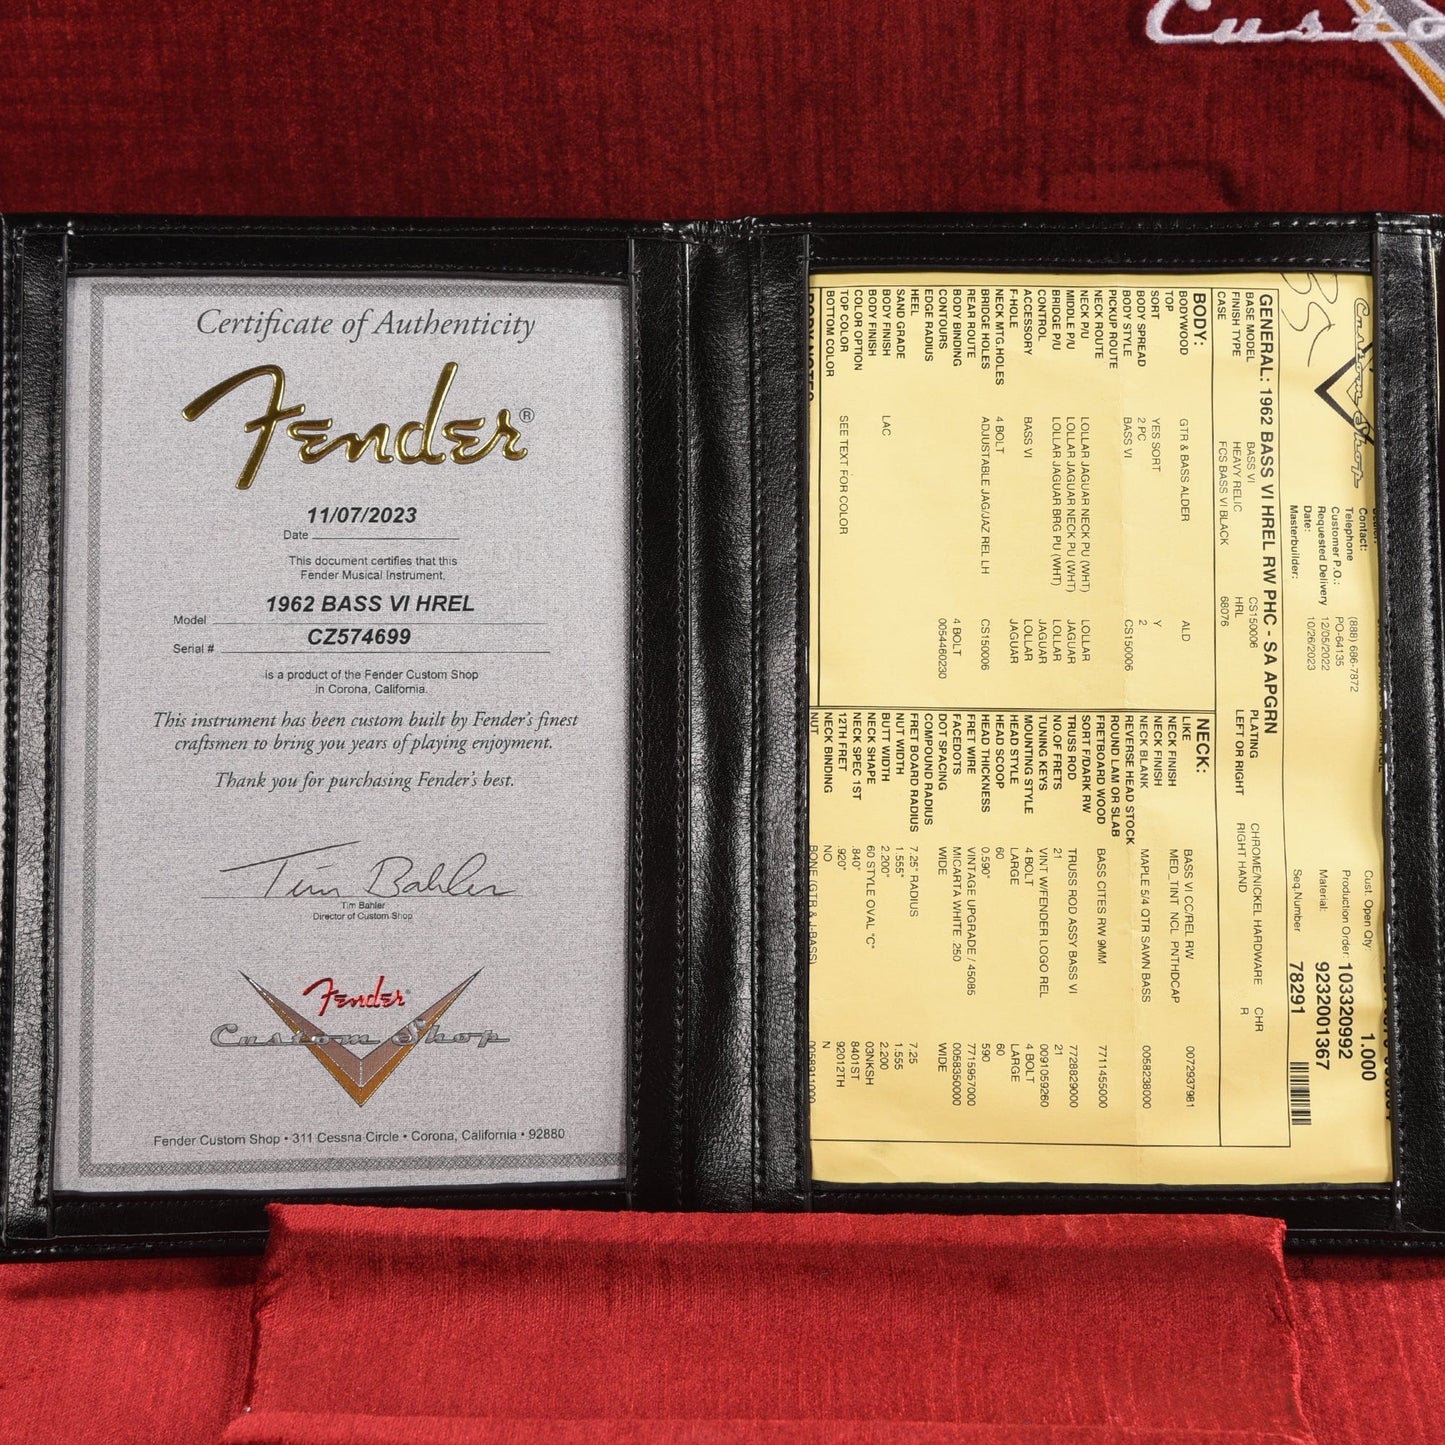 Custo
Certificate of Authenticity
Fender®
11/07/2023
Date
This document certifies that this
Fender Musical Instrument,
1962 BASS VI HREL
Model
CZ574699
Serial #
is a product of the Fender Custom Shop
in Corona, California.
This instrument has been custom built by Fender's finest
craftsmen to bring you years of playing enjoyment.
Thank you for purchasing Fender's best.
Tim Bahler
Tim Bahler
Director of Custom Shop
Fender
Custom Shop
Fender Custom Shop • 311 Cessna Circle • Corona, California • 92880
Custom Shop
Contact: Cust. Open Qty: 1.000
Telephone (888) 686-7872 Production Order: 1033209992
Customer P.O.: PO-64135
Requested Delivery 12/05/2022 Material: 9232001367
Date: 10/26/2023
Masterbuilder: Seq.Number 78291
GENERAL: 1962 BASS VI HREL RW PHC - SA APGRN
BASE MODEL BASS VI CS150006 PLATING CHROME/NICKEL HARDWARE CHR
FINISH TYPE HEAVY RELIC HRL LEFT OR RIGHT RIGHT HAND R
CASE FCS BASS VI BLACK 68076
BODY:
BODYWOOD GTR & BASS ALDER ALD
TOP
SORT YES SORT Y
BODY SPREAD 2 PC 2
BODY STYLE BASS VI CS150006
PICKUP ROUTE
NECK ROUTE
NECK P/U LOLLAR JAGUAR NECK PU (WHT) LOLLAR
MIDDLE P/U LOLLAR JAGUAR NECK PU (WHT) JAGUAR
BRIDGE P/U LOLLAR JAGUAR BRG PU (WHT) LOLLAR
CONTROL JAGUAR
ACCESSORY BASS VI LOLLAR
F-HOLE JAGUAR
NECK MTG.HOLES 4 BOLT
BRIDGE HOLES ADJUSTABLE JAG/JAZ REL LH CS150006
REAR ROUTE
BODY BINDING 4 BOLT
CONTOURS 0054460230
EDGE RADIUS
HEEL
SAND GRADE
BODY FINISH LAC
BODY FINISH
COLOR OPTION
TOP COLOR SEE TEXT FOR COLOR
BOTTOM COLOR
BODY NOTES:
NECK:
LIKE BASS VI CC/REL RW 0072937981
NECK FINISH MED_TINT NCL PNTHDCAP
NECK FINISH
NECK BLANK MAPLE 5/4 QTR SAWN BASS 0058238000
REVERSE HEAD STOCK
ROUND LAM OR SLAB
FRETBOARD WOOD BASS CITES RW 9MM 7711455000
SORT F/DARK RW
TRUSS ROD TRUSS ROD ASSY BASS VI 7728829000
NO.OF FRETS 21 21
TUNING KEYS VINT W/FENDER LOGO REL 0091059260
MOUNTING STYLE 4 BOLT 4 BOLT
HEAD STYLE LARGE LARGE
HEAD SCOOP 60 60
HEAD THICKNESS 0.590" 590
FRET WIRE VINTAGE UPGRADE / 45085 7715957000
FACEDOTS MICARTA WHITE .250 0058350000
DOT SPACING WIDE WIDE
COMPOUND RADIUS
FRET BOARD RADIUS 7.25" RADIUS 7.25
NUT WIDTH 1.555" 1.555
BUTT WIDTH 2.200" 2.200
NECK SHAPE 60 STYLE OVAL "C" 03NKSH
NECK SPEC 1ST .840" 8401ST
12TH FRET .920" 92012TH
NECK BINDING NO N
NUT BONE (GTR & J-BASS) 0058911000